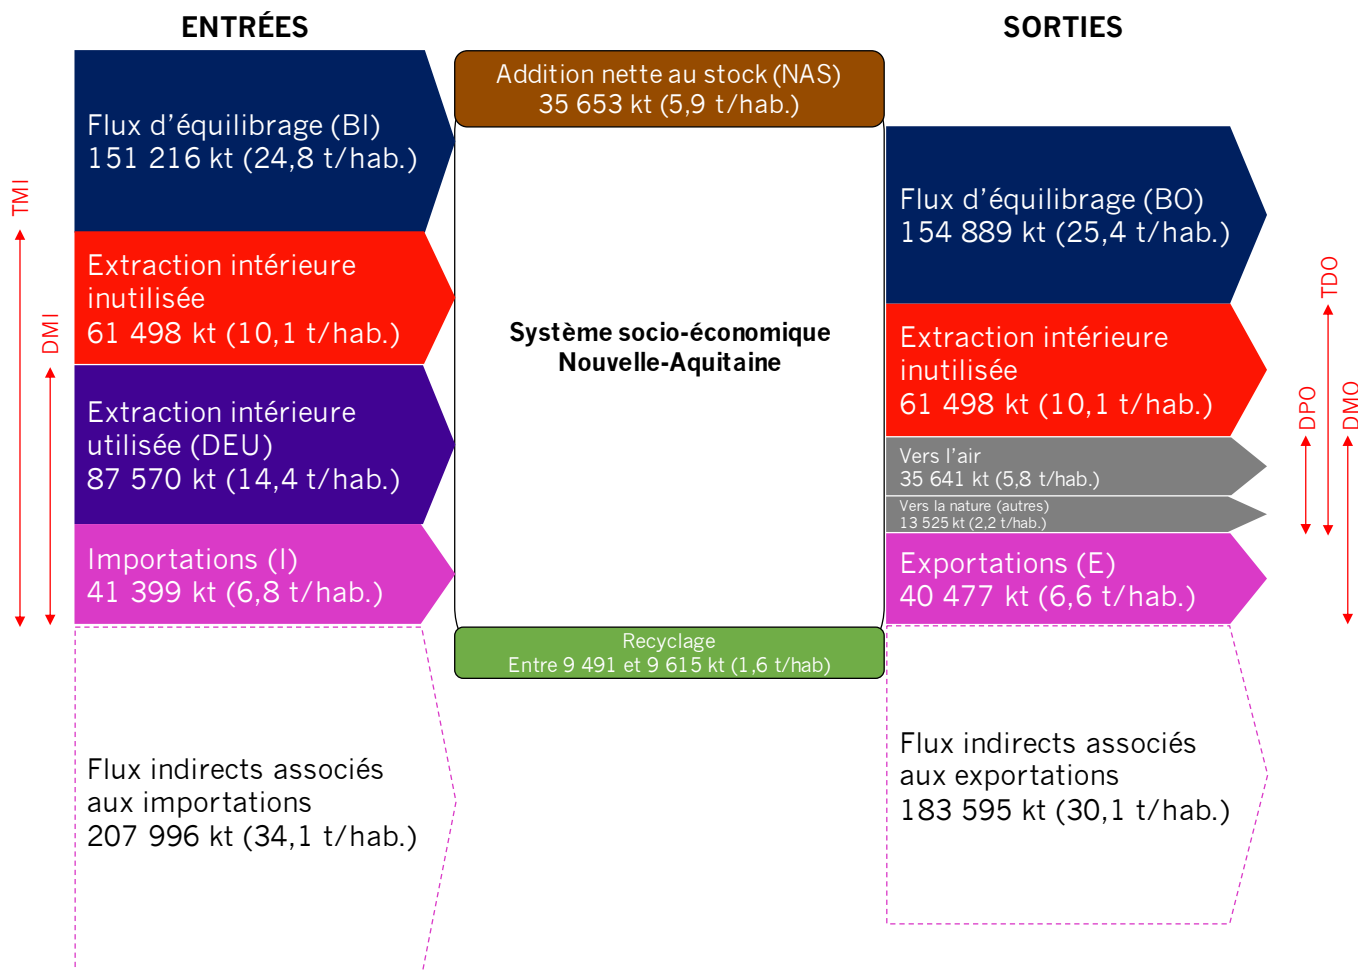 ENTRÉES
SORTIES
TMI
DMI
Flux d'équilibrage (BI)
151 216 kt (24,8 t/hab.)
Extraction intérieure
inutilisée
61 498 kt (10,1 t/hab.)
Extraction intérieure
utilisée (DEU)
87 570 kt (14,4 t/hab.)
Importations (I)
41 399 kt (6,8 t/hab.)
Flux indirects associés
aux importations
207 996 kt (34,1 t/hab.)
Addition nette au stock (NAS)
35 653 kt (5,9 t/hab.)
Système socio-économique
Nouvelle-Aquitaine
Recyclage
Entre 9 491 et 9 615 kt (1,6 t/hab)
Flux d'équilibrage (BO)
154 889 kt (25,4 t/hab.)
Extraction intérieure
inutilisée
61 498 kt (10,1 t/hab.)
Vers l'air
35 641 kt (5,8 t/hab.)
Vers la nature (autres)
13 525 kt (2,2 t/hab.)
Exportations (E)
40 477 kt (6,6 t/hab.)
Flux indirects associés
aux exportations
183 595 kt (30,1 t/hab.)
DPO
TDO
DMO